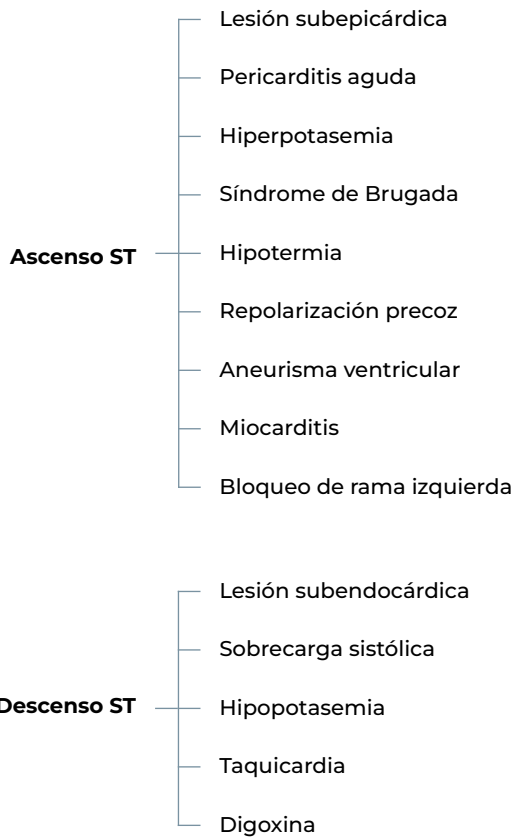 Lesión subepicárdica
Pericarditis aguda
Hiperpotasemia
Síndrome de Brugada
Ascenso ST
Hipotermia
Repolarización precoz
Aneurisma ventricular
Miocarditis
Bloqueo de rama izquierda
Lesión subendocárdica
Sobrecarga sistólica
Descenso ST
Hipopotasemia
Taquicardia
Digoxina